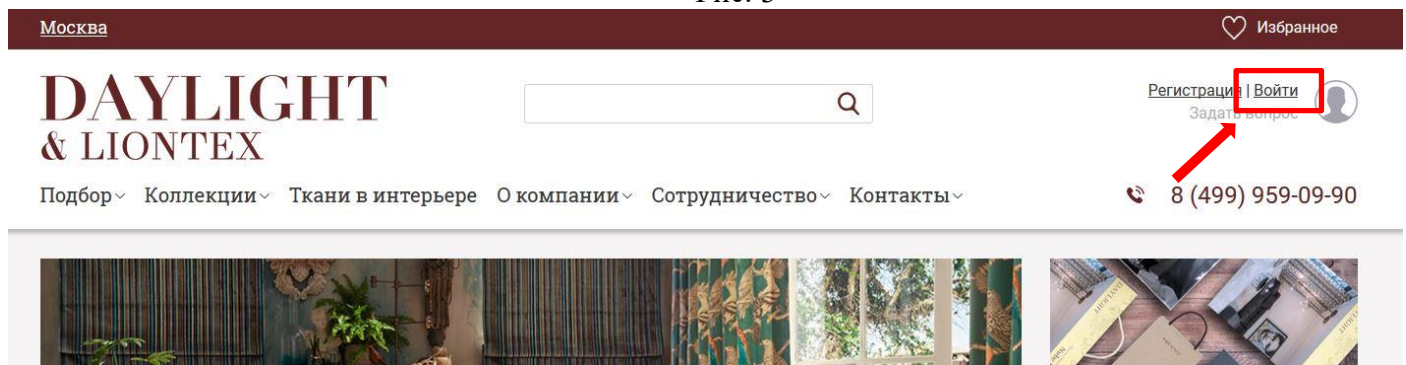 Москва
Избранное
DAYLIGHT
& LIONTEX
Регистрация | Войти
Задать вопрос
Подбор Коллекции Ткани в интерьере О компании Сотрудничество Контакты
8 (499) 959-09-90
DAYLIGHT